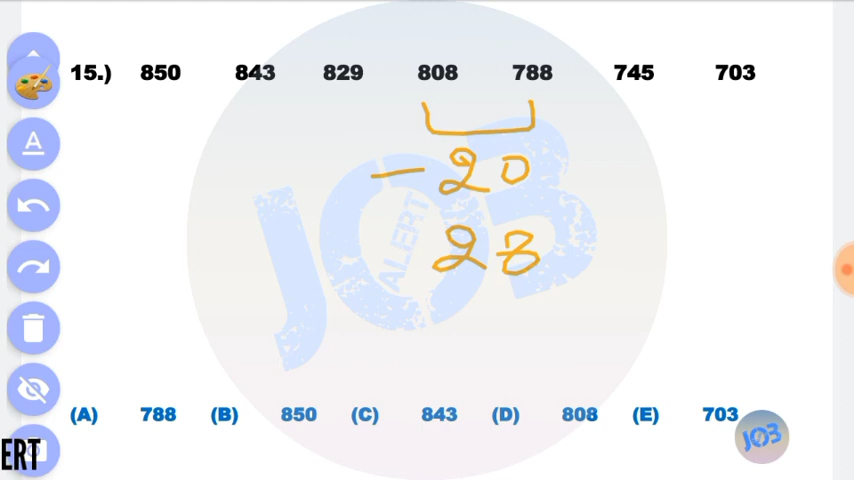 15.) 850 843 829 808 788 745 703
JOB
ALERT
- 20
28
(A) 788 (B) 850 (C) 843 (D) 808 (E) 703
JOB
ERT